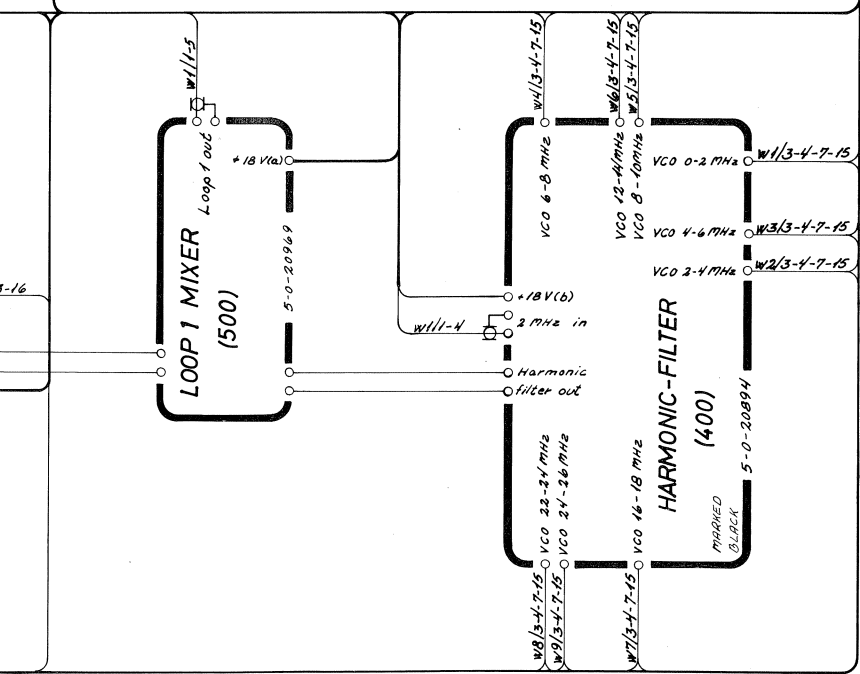 W1/1-5
W4/3-4-7-15
W6/3-4-7-15
W5/3-4-7-15
Loop 1 out
+18V(a)
LOOP 1 MIXER
(500)
5-0-20969
-16
VCO 6-8 MHz
VCO 12-14 MHz
VCO 8-10 MHz
VCO 0-2 MHz
W1/3-4-7-15
VCO 4-6 MHz
W3/3-4-7-15
VCO 2-4 MHz
W2/3-4-7-15
+18V(b)
2 MHz in
W1/1-4
Harmonic
filter out
HARMONIC-FILTER
(400)
5-0-20894
VCO 22-24 MHz
VCO 24-26 MHz
VCO 16-18 MHz
MARKED
BLACK
W8/3-4-7-15
W9/3-4-7-15
W7/3-4-7-15